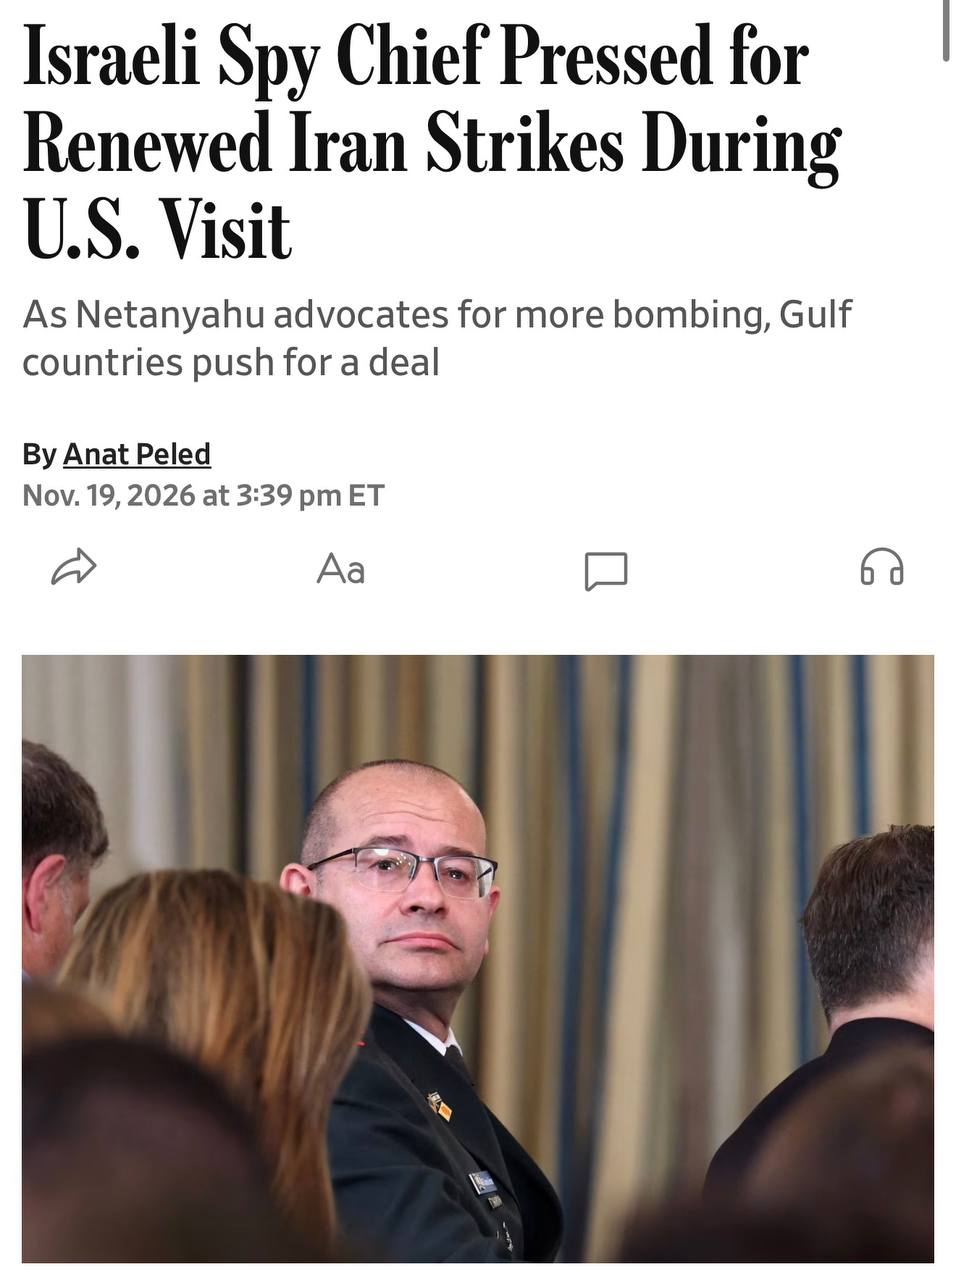 Israeli Spy Chief Pressed for
Renewed Iran Strikes During
U.S. Visit
As Netanyahu advocates for more bombing, Gulf
countries push for a deal
By Anat Peled
Nov. 19, 2026 at 3:39 pm ET
Aa